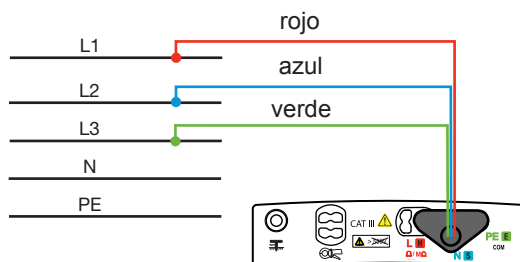 rojo
L1
azul
L2
verde
L3
N
PE
CAT III
L R
Ω/MΩ
N S
PE E
COM